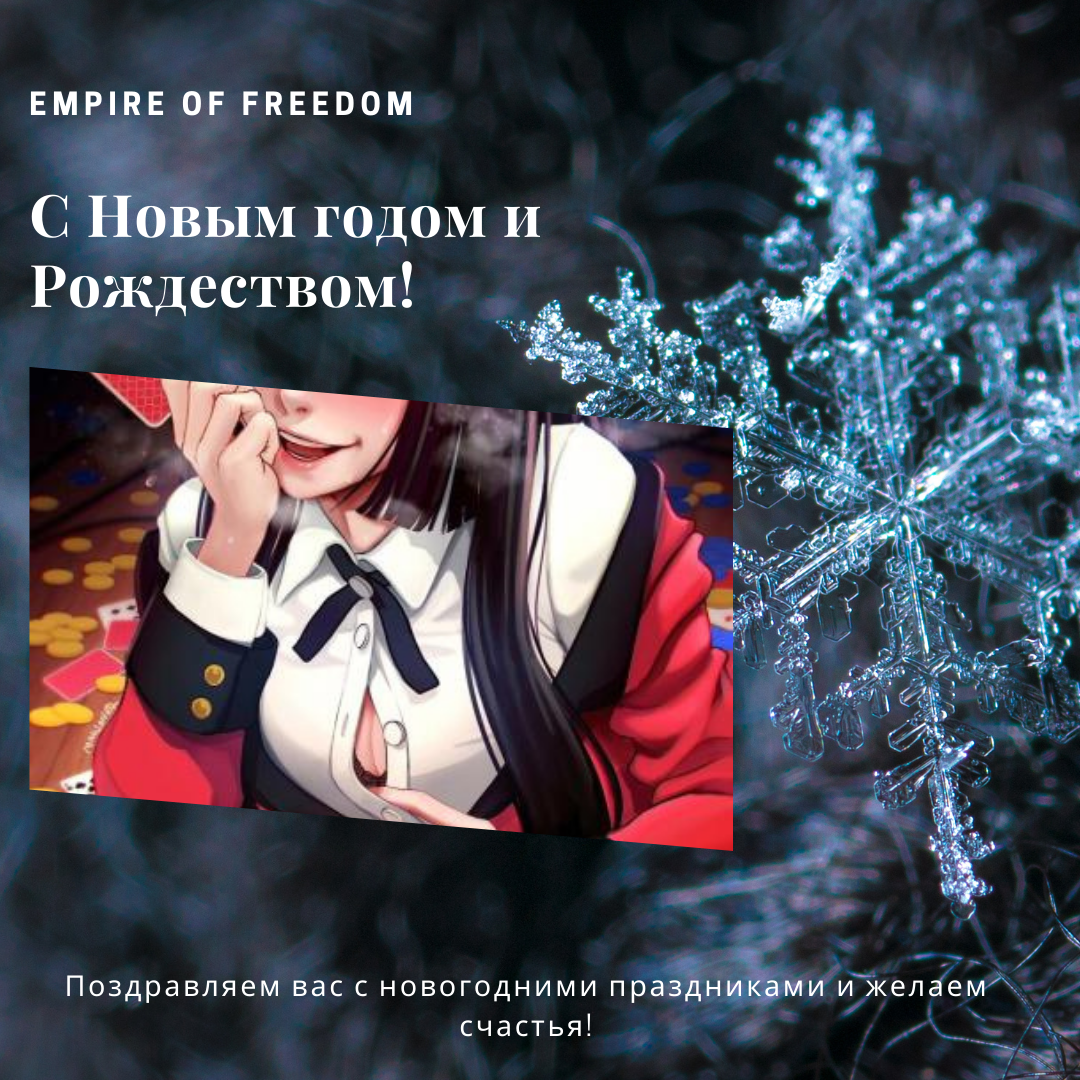 EMPIRE OF FREEDOM
С Новым годом и
Рождеством!
Поздравляем вас с новогодними праздниками и желаем
счастья!